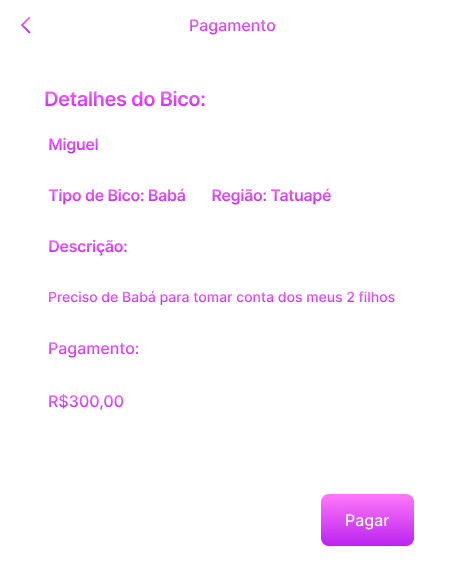 Pagamento
Detalhes do Bico:
Miguel
Tipo de Bico: Babá Região: Tatuapé
Descrição:
Preciso de Babá para tomar conta dos meus 2 filhos
Pagamento:
R$300,00
Pagar